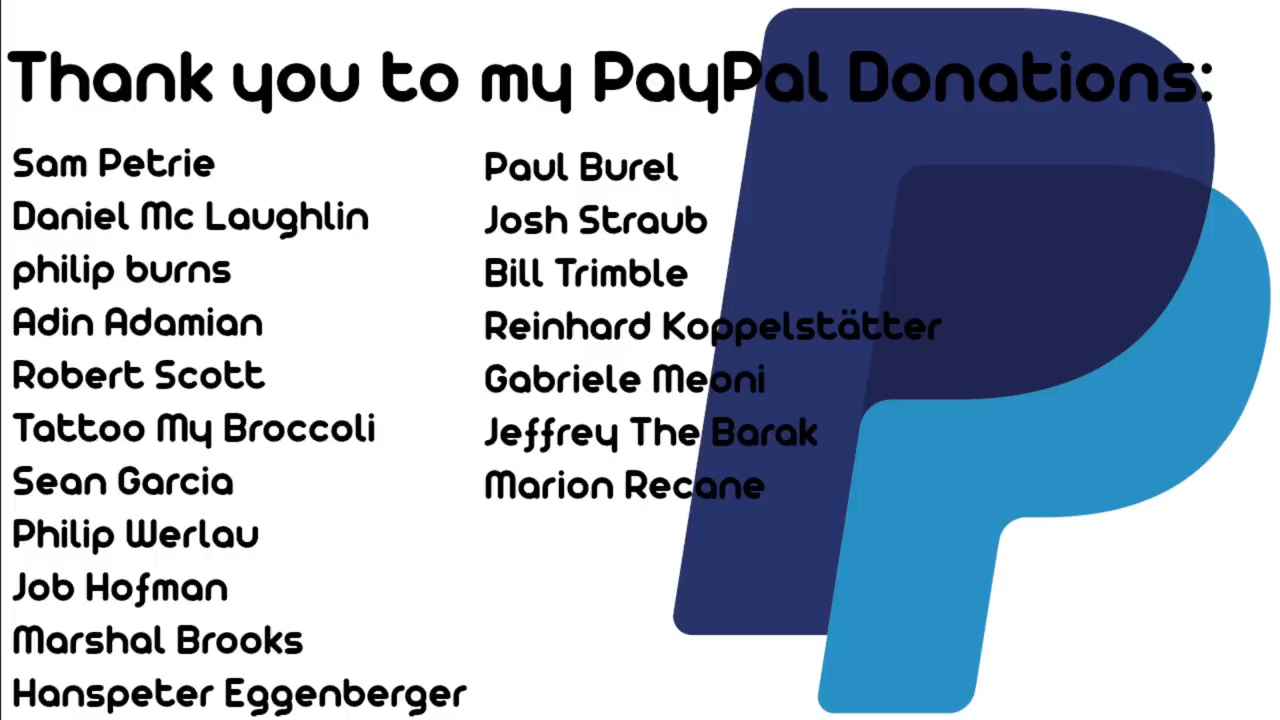 Thank you to my PayPal Donations:
Sam Petrie
Daniel Mc Laughlin
philip burns
Adin Adamian
Robert Scott
Tattoo My Broccoli
Sean Garcia
Philip Werlau
Job Hofman
Marshal Brooks
Hanspeter Eggenberger
Paul Burel
Josh Straub
Bill Trimble
Reinhard Koppelstätter
Gabriele Meoni
Jeffrey The Barak
Marion Recane